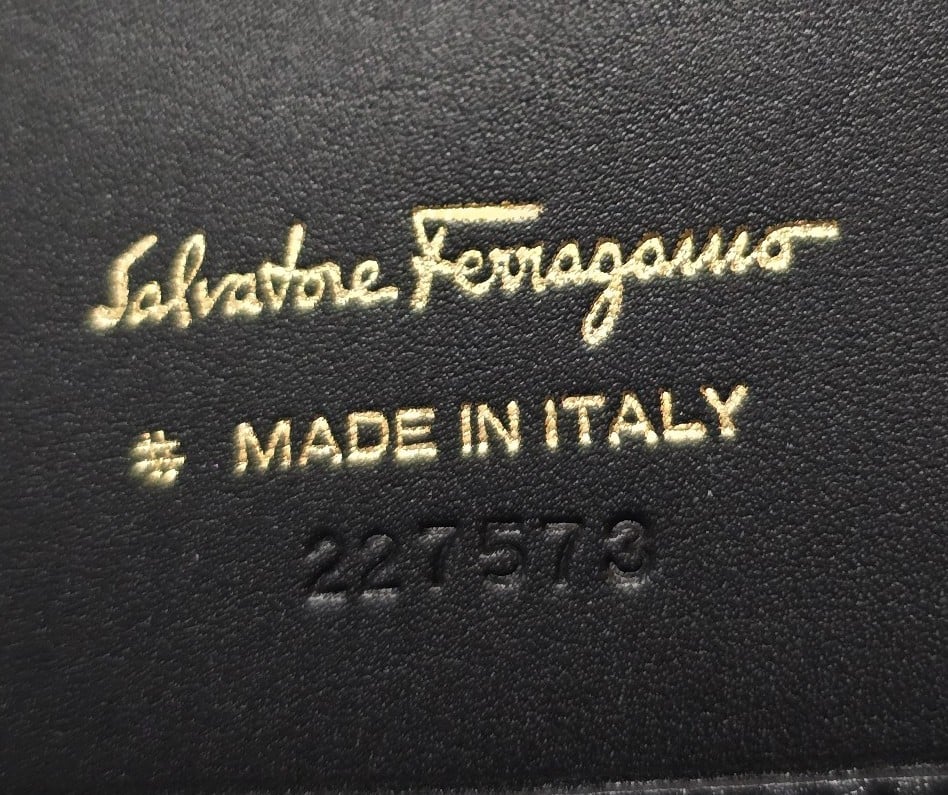 Salvatore Ferragamo
# MADE IN ITALY
227573